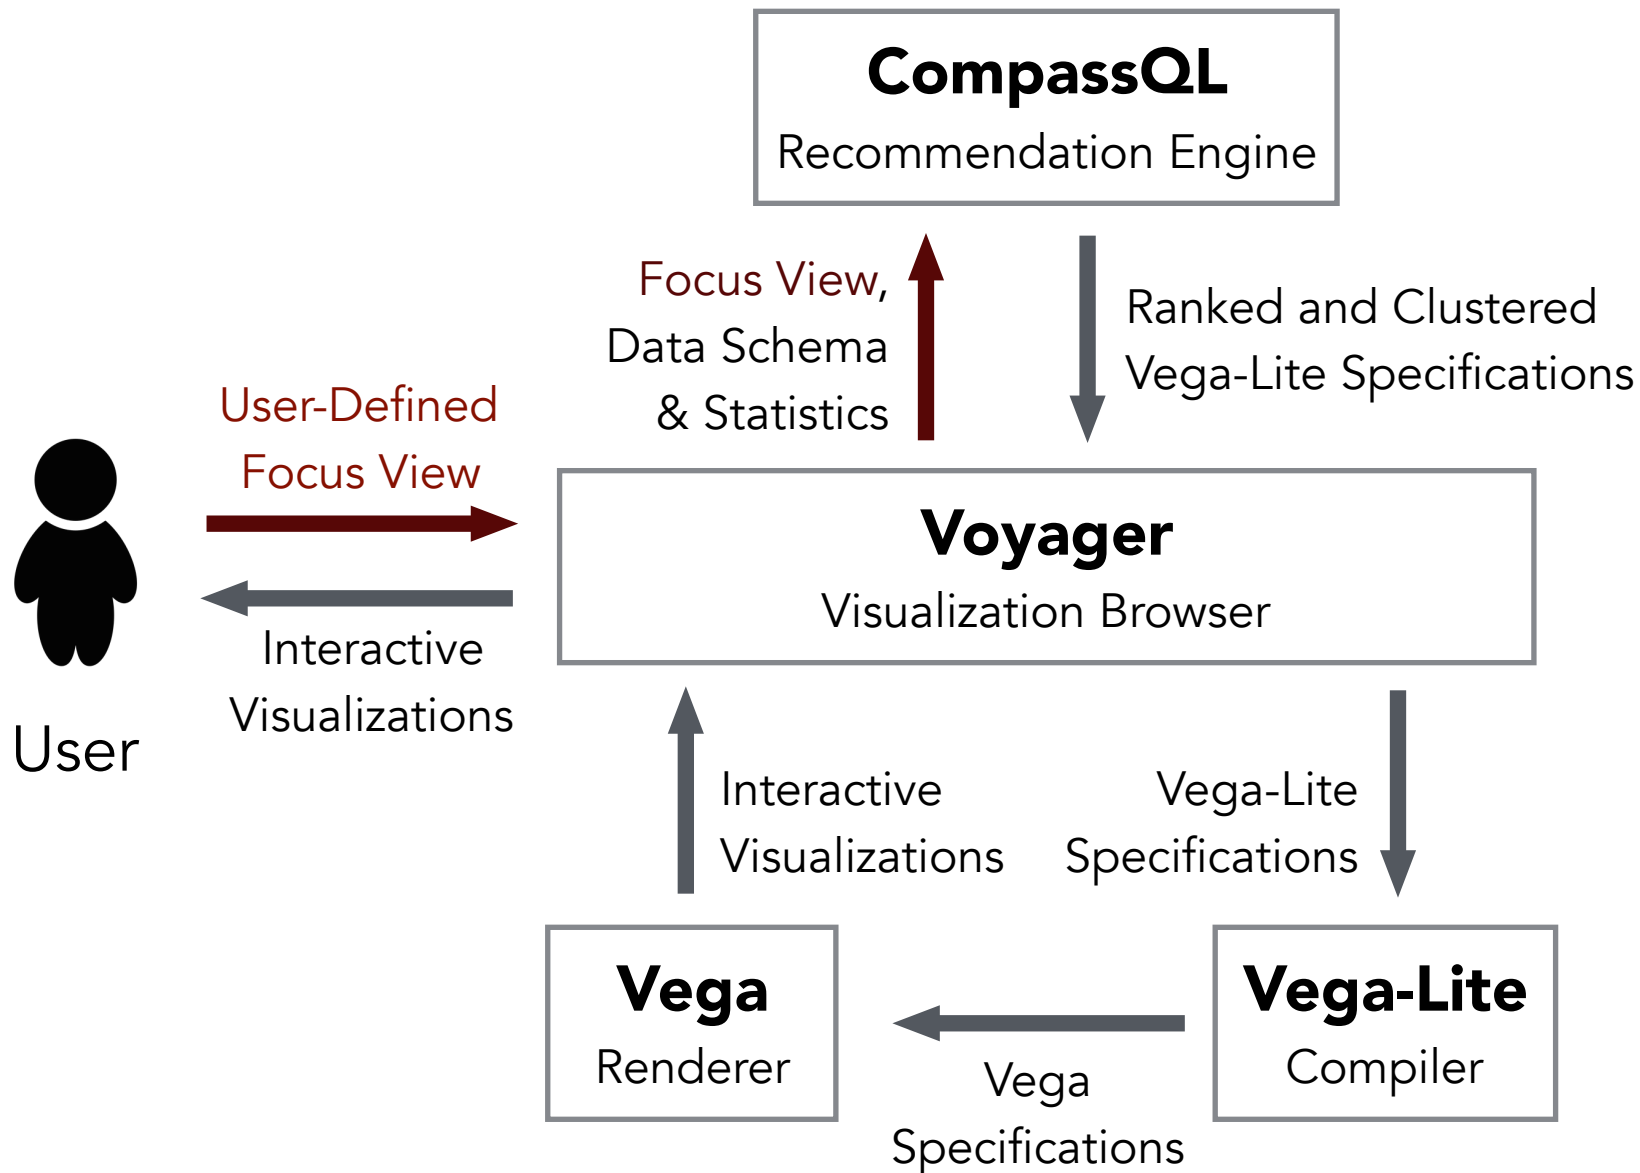 CompassQL
Recommendation Engine
Focus View,
Data Schema
& Statistics
Ranked and Clustered
Vega-Lite Specifications
User-Defined
Focus View
Voyager
Visualization Browser
Interactive
Visualizations
User
Interactive
Visualizations
Vega-Lite
Specifications
Vega
Renderer
Vega
Specifications
Vega-Lite
Compiler